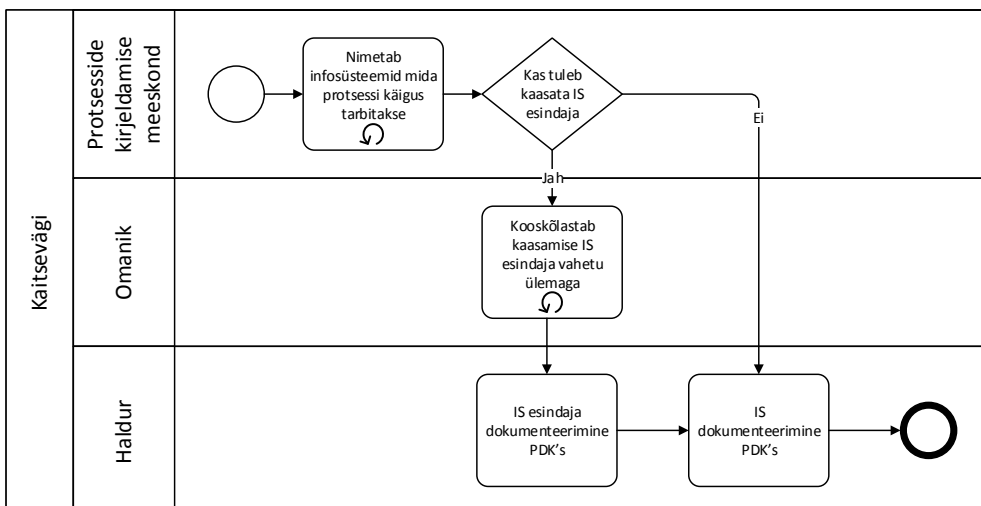 Kaitsevägi
Protsesside
kirjeldamise
meeskond
Nimetab
infosüsteemid mida
protsessi käigus
tarbitakse
Kas tuleb
kaasata IS
esindaja
Ei
Jah
Omanik
Kooskõlastab
kaasamise IS
esindaja vahetu
ülemaga
Haldur
IS esindaja
dokumenteerimine
PDK's
IS
dokumenteerimine
PDK's